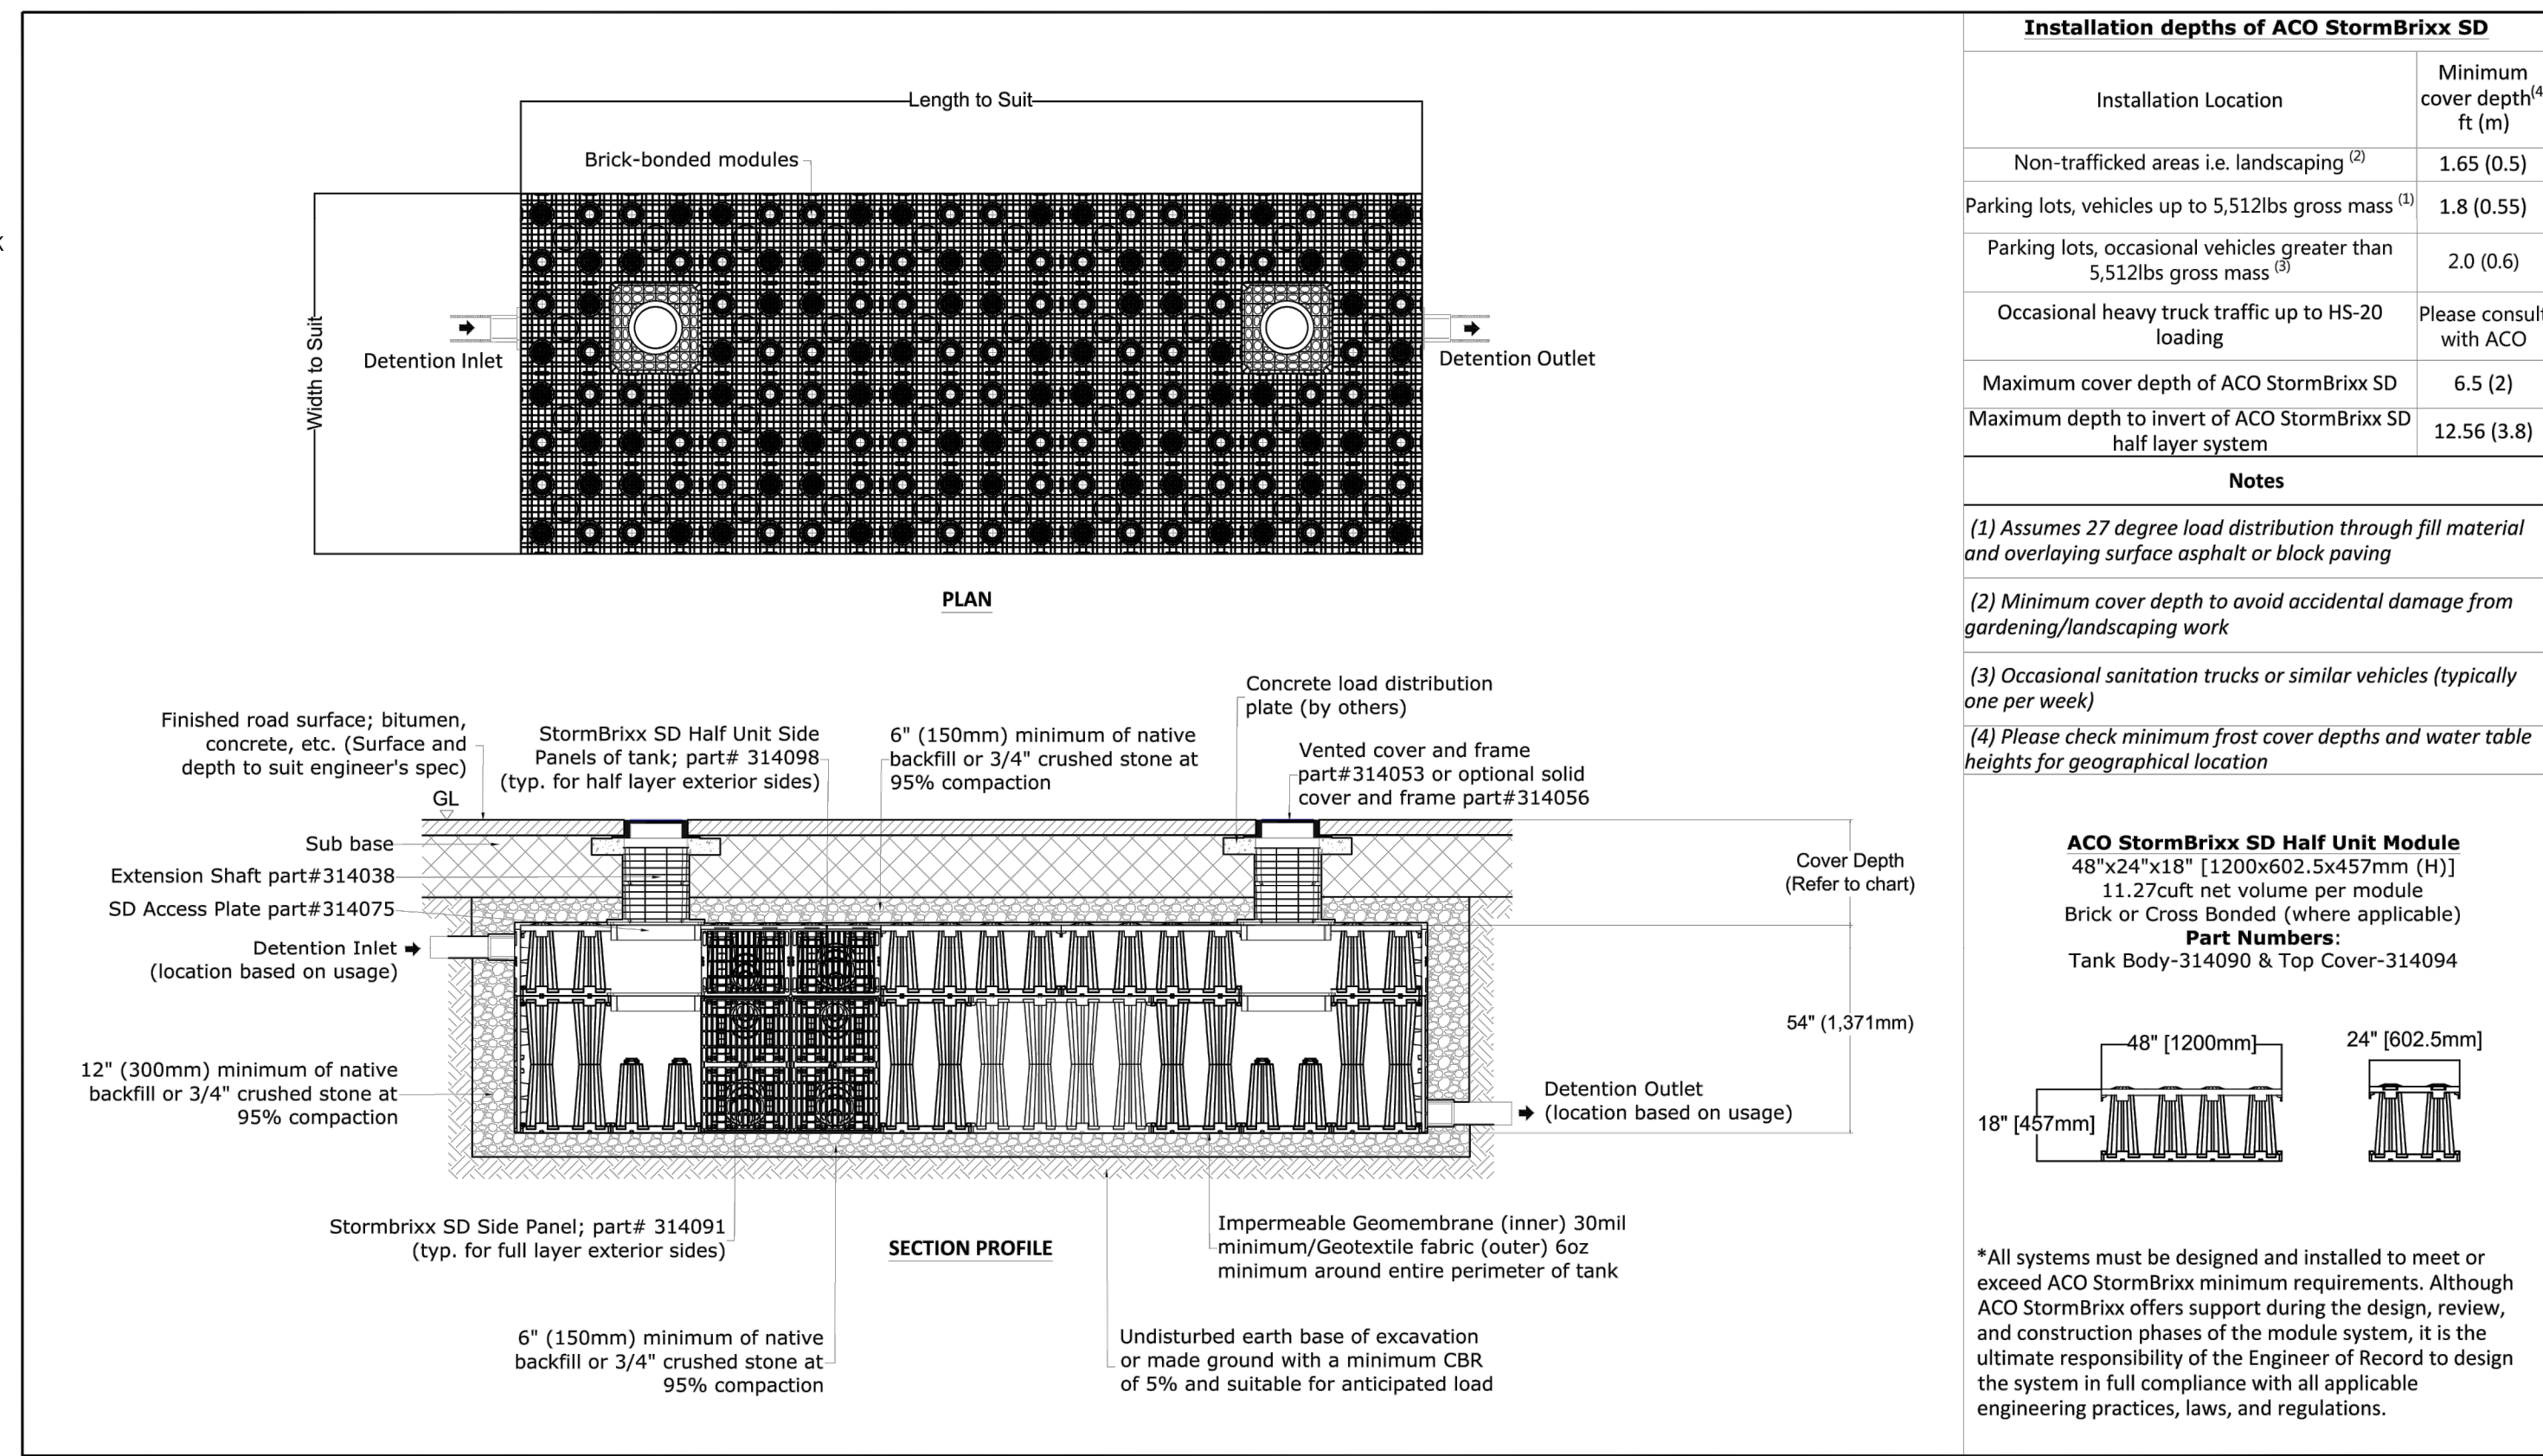 Length to Suit
Brick-bonded modules
Width to Suit
Detention Inlet
Detention Outlet
PLAN
Finished road surface; bitumen,
concrete, etc. (Surface and
depth to suit engineer's spec)
GL
StormBrixx SD Half Unit Side
Panels of tank; part# 314098
(typ. for half layer exterior sides)
6" (150mm) minimum of native
backfill or 3/4" crushed stone at
95% compaction
Concrete load distribution
plate (by others)
Vented cover and frame
part#314053 or optional solid
cover and frame part#314056
Sub base
Extension Shaft part#314038
SD Access Plate part#314075
Detention Inlet
(location based on usage)
12" (300mm) minimum of native
backfill or 3/4" crushed stone at
95% compaction
Cover Depth
(Refer to chart)
54" (1,371mm)
Detention Outlet
(location based on usage)
Stormbrixx SD Side Panel; part# 314091
(typ. for full layer exterior sides)
SECTION PROFILE
Impermeable Geomembrane (inner) 30mil
minimum/Geotextile fabric (outer) 6oz
minimum around entire perimeter of tank
6" (150mm) minimum of native
backfill or 3/4" crushed stone at
95% compaction
Undisturbed earth base of excavation
or made ground with a minimum CBR
of 5% and suitable for anticipated load
Installation depths of ACO StormBrixx SD
Installation Location
Minimum
cover depth(4
ft (m)
Non-trafficked areas i.e. landscaping (2)
1.65 (0.5)
Parking lots, vehicles up to 5,512lbs gross mass (1)
1.8 (0.55)
Parking lots, occasional vehicles greater than
5,512lbs gross mass (3)
2.0 (0.6)
Occasional heavy truck traffic up to HS-20
loading
Please consult
with ACO
Maximum cover depth of ACO StormBrixx SD
6.5 (2)
Maximum depth to invert of ACO StormBrixx SD
half layer system
12.56 (3.8)
Notes
(1) Assumes 27 degree load distribution through fill material
and overlaying surface asphalt or block paving
(2) Minimum cover depth to avoid accidental damage from
gardening/landscaping work
(3) Occasional sanitation trucks or similar vehicles (typically
one per week)
(4) Please check minimum frost cover depths and water table
heights for geographical location
ACO StormBrixx SD Half Unit Module
48"x24"x18" [1200x602.5x457mm (H)]
11.27cuft net volume per module
Brick or Cross Bonded (where applicable)
Part Numbers:
Tank Body-314090 & Top Cover-314094
48" [1200mm]
24" [602.5mm]
18" [457mm]
*All systems must be designed and installed to meet or
exceed ACO StormBrixx minimum requirements. Although
ACO StormBrixx offers support during the design, review,
and construction phases of the module system, it is the
ultimate responsibility of the Engineer of Record to design
the system in full compliance with all applicable
engineering practices, laws, and regulations.